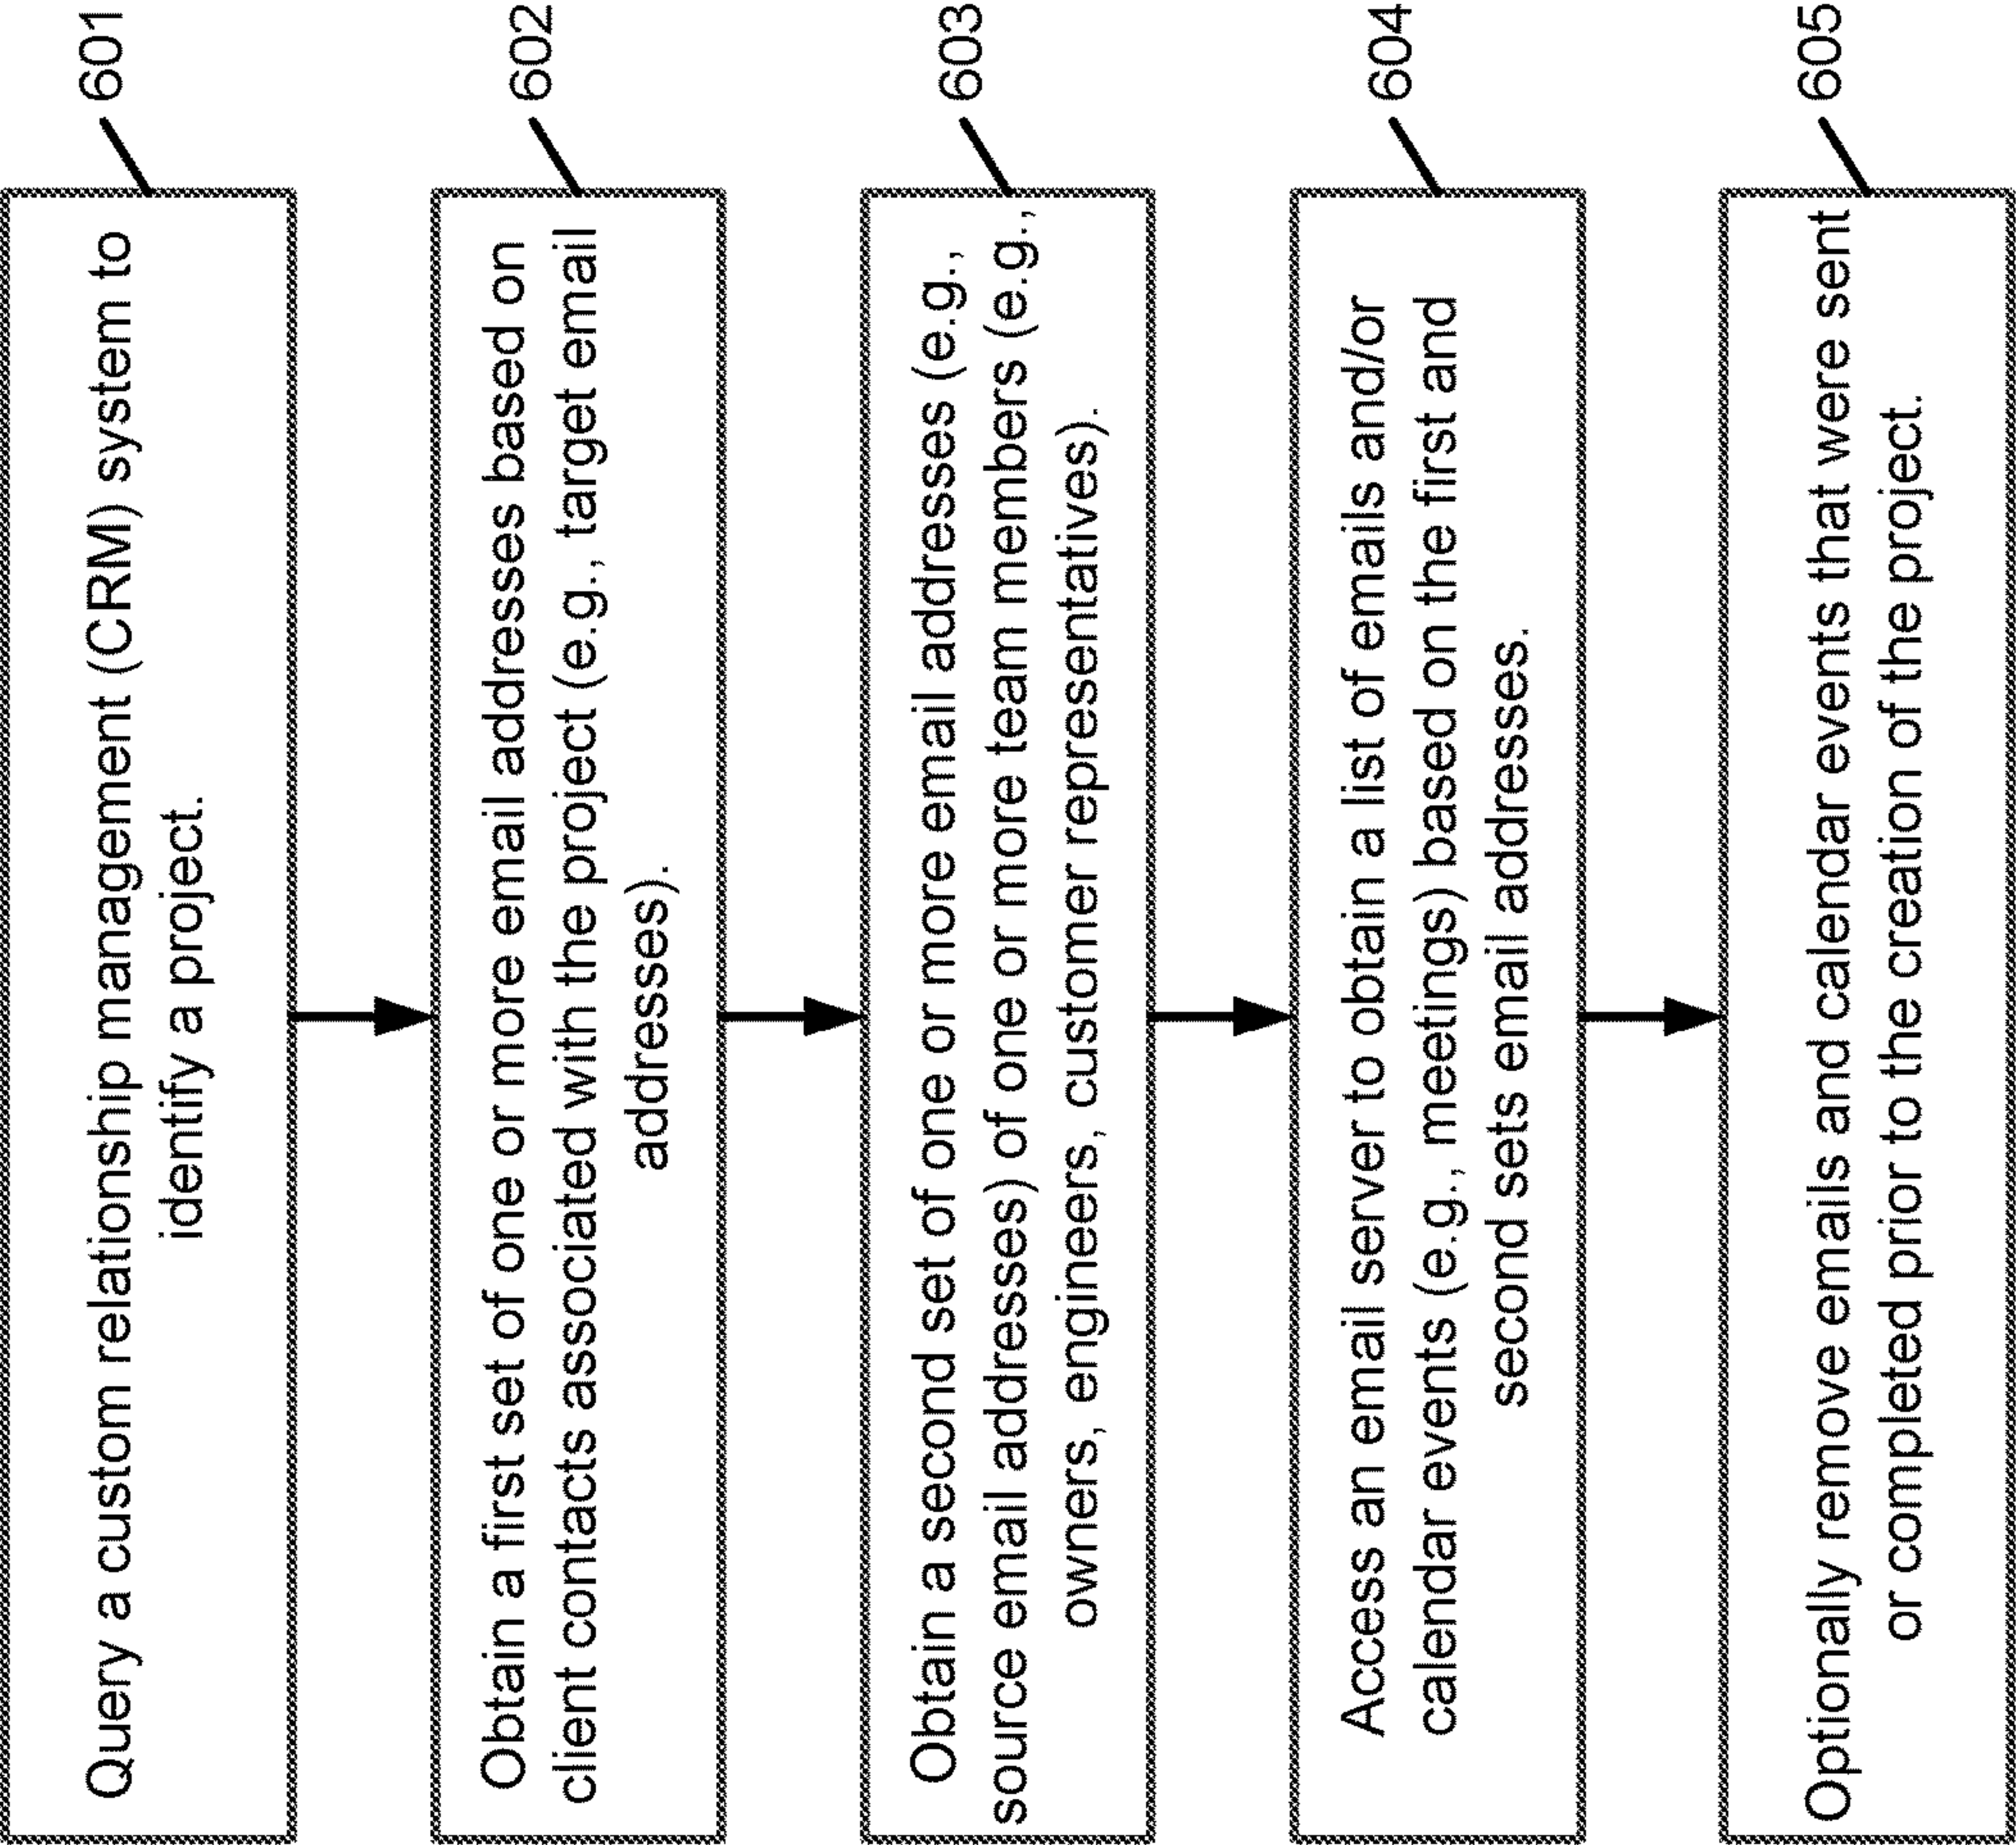 Query a custom relationship management (CRM) system to
identify a project.
601
Obtain a first set of one or more email addresses based on
client contacts associated with the project (e.g., target email
addresses).
602
Obtain a second set of one or more email addresses (e.g.,
source email addresses) of one or more team members (e.g.,
owners, engineers, customer representatives).
603
Access an email server to obtain a list of emails and/or
calendar events (e.g., meetings) based on the first and
second sets email addresses.
604
Optionally remove emails and calendar events that were sent
or completed prior to the creation of the project.
605